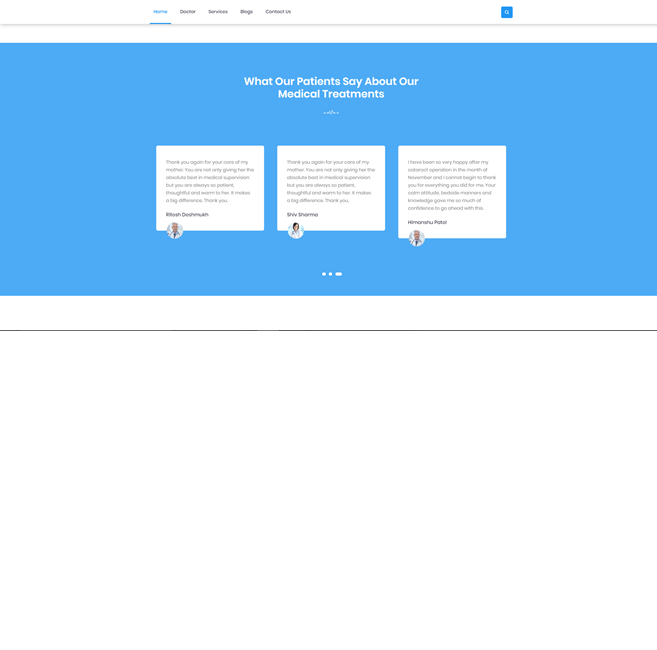 Home Doctor Services Blogs Contact Us
What Our Patients Say About Our
Medical Treatments
Thank you again for your care of my
mother. You are not only giving her the
absolute best in medical supervision
but you are always so patient,
thoughtful and warm to her. It makes
a big difference. Thank you,
Ritesh Deshmukh
Thank you again for your care of my
mother. You are not only giving her the
absolute best in medical supervision
but you are always so patient,
thoughtful and warm to her. It makes
a big difference. Thank you,
Shiv Sharma
I have been so very happy after my
cataract operation in the month of
November and I cannot begin to thank
you for everything you did for me. Your
calm attitude, bedside manners and
knowledge gave me so much of
confidence to go ahead with this.
Himanshu Patel